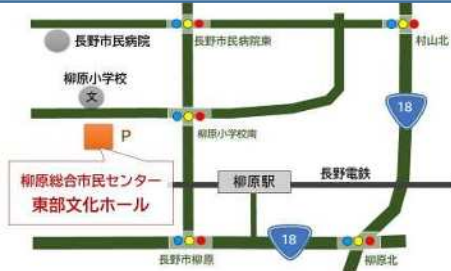 長野市民病院
長野市民病院東
村山北
柳原小学校
文
18
P
柳原小学校南
柳原総合市民センター
東部文化ホール
柳原駅
長野電鉄
18
長野市柳原
柳原北